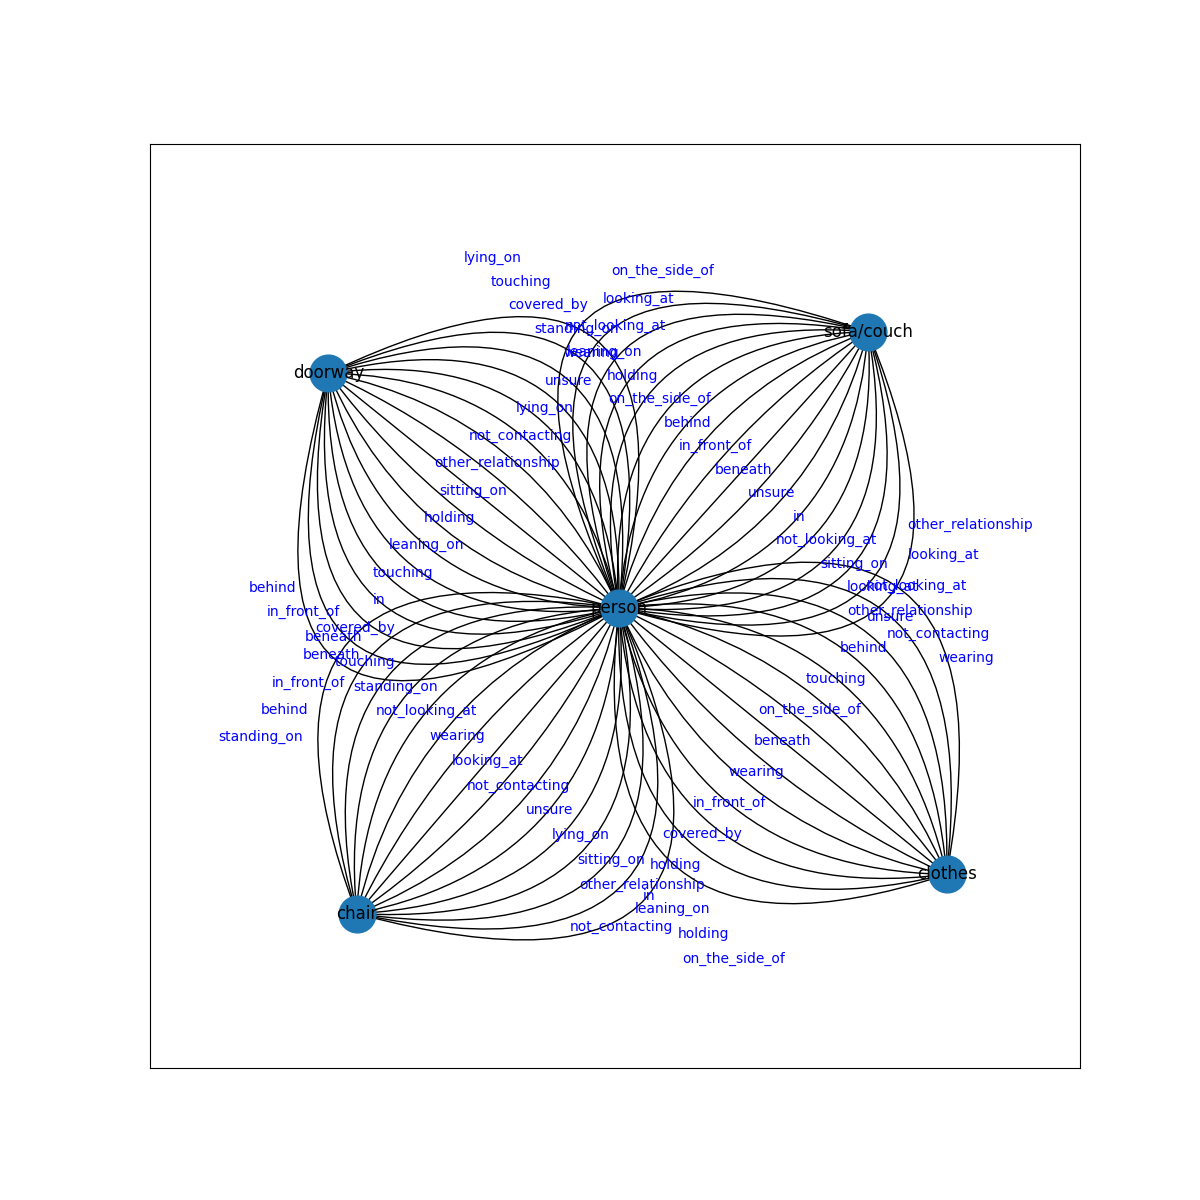 lying_on
on_the_side_of
touching
looking_at
covered_by
standing_on
not_looking_at
sofa/couch
wearing
leaning_on
doorway
holding
unsure
on_the_side_of
lying_on
behind
not_contacting
in_front_of
other_relationship
beneath
sitting_on
unsure
holding
in
other_relationship
leaning_on
not_looking_at
looking_at
touching
sitting_on
behind
looking_at
not_looking_at
in
in_front_of
person
other_relationship
unsure
covered_by
beneath
not_contacting
behind
beneath
touching
wearing
in_front_of
standing_on
touching
behind
not_looking_at
on_the_side_of
standing_on
wearing
beneath
looking_at
wearing
not_contacting
in_front_of
unsure
lying_on
covered_by
sitting_on
holding
clothes
other_relationship
in
leaning_on
chair
not_contacting
holding
on_the_side_of